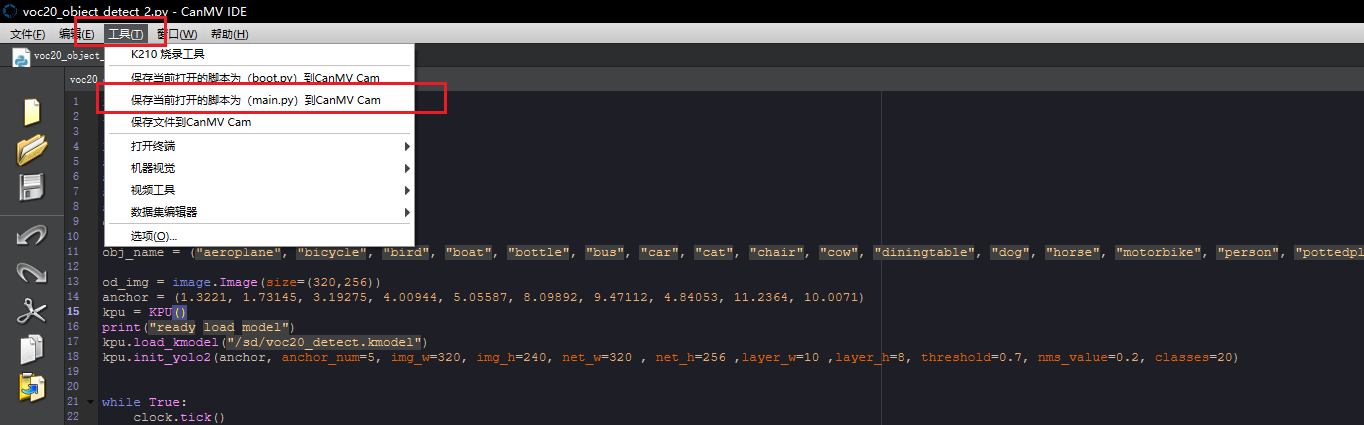 voc20_object_detect_2.py - CanMV IDE
文件(F) 编辑(E) 工具(T) 窗口(W) 帮助(H)
voc20_object_
K210 烧录工具
voc20
保存当前打开的脚本为（boot.py）到CanMV Cam
保存当前打开的脚本为（main.py）到CanMV Cam
保存文件到CanMV Cam
打开终端
机器视觉
视频工具
数据集编辑器
选项(O)...
1
2
3
4
5
6
7
8
9
10
11 obj_name = ("aeroplane", "bicycle", "bird", "boat", "bottle", "bus", "car", "cat", "chair", "cow", "diningtable", "dog", "horse", "motorbike", "person", "pottedpl
12
13 od_img = image.Image(size=(320,256))
14 anchor = (1.3221, 1.73145, 3.19275, 4.00944, 5.05587, 8.09892, 9.47112, 4.84053, 11.2364, 10.0071)
15 kpu = KPU()
16 print("ready load model")
17 kpu.load_kmodel("/sd/voc20_detect.kmodel")
18 kpu.init_yolo2(anchor, anchor_num=5, img_w=320, img_h=240, net_w=320 , net_h=256 ,layer_w=10 ,layer_h=8, threshold=0.7, nms_value=0.2, classes=20)
19
20
21 while True:
22 clock.tick()